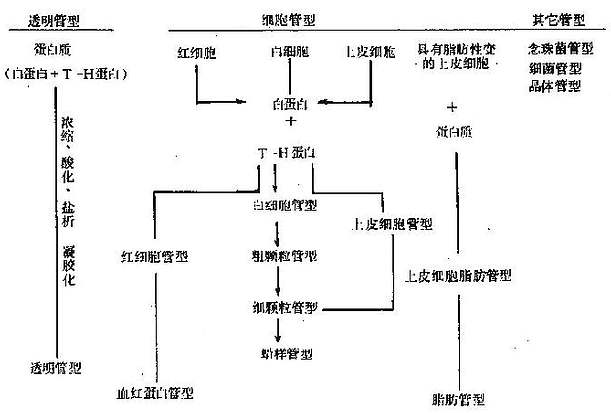 透明管型
细胞管型
其它管型
蛋白质
（白蛋白＋T－H蛋白）
红细胞
白细胞
上皮细胞
具有脂肪性变
的上皮细胞
念珠菌管型
细菌管型
晶体管型
白蛋白
＋
T－H蛋白
＋
蛋白质
浓缩、酸化、盐析 凝胶化
白细胞管型
上皮细胞管型
红细胞管型
粗颗粒管型
上皮细胞脂肪管型
细颗粒管型
蜡样管型
透明管型
血红蛋白管型
脂肪管型